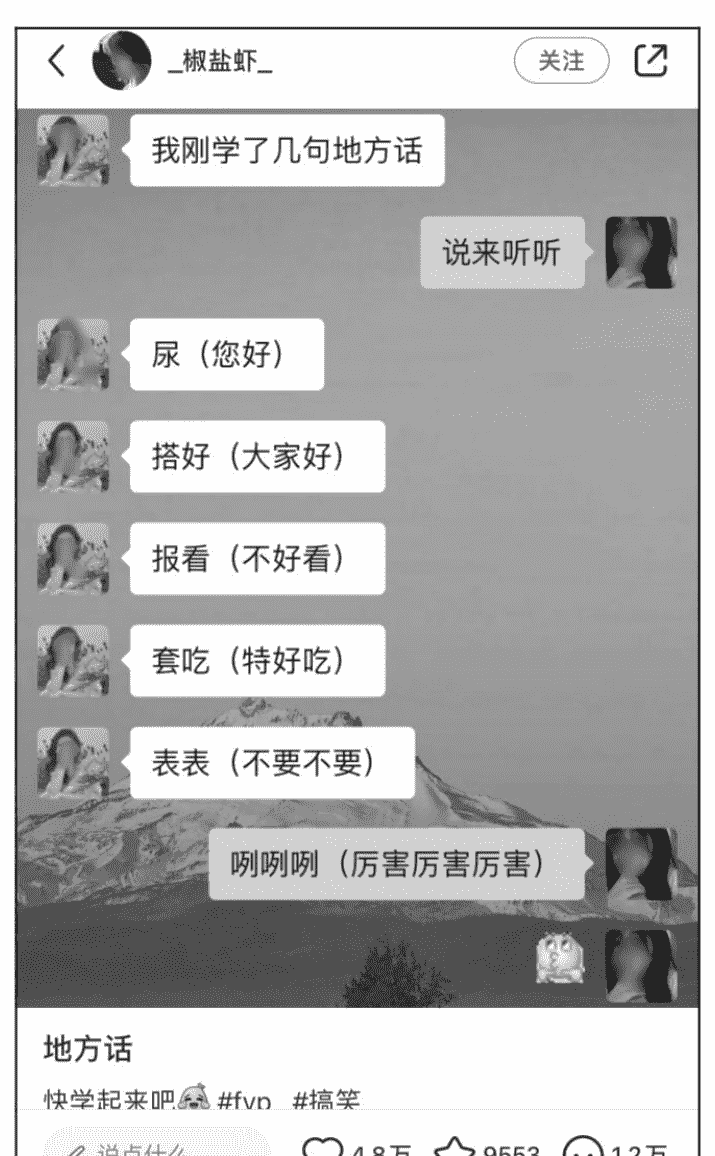 _椒盐虾_
关注
我刚学了几句地方话
说来听听
尿（您好）
搭好（大家好）
报看（不好看）
套吃（特好吃）
表表（不要不要）
咧咧咧（厉害厉害厉害）
地方话
快学起来吧 #fyp #搞笑
说点什么
4.8万
9553
1.2万